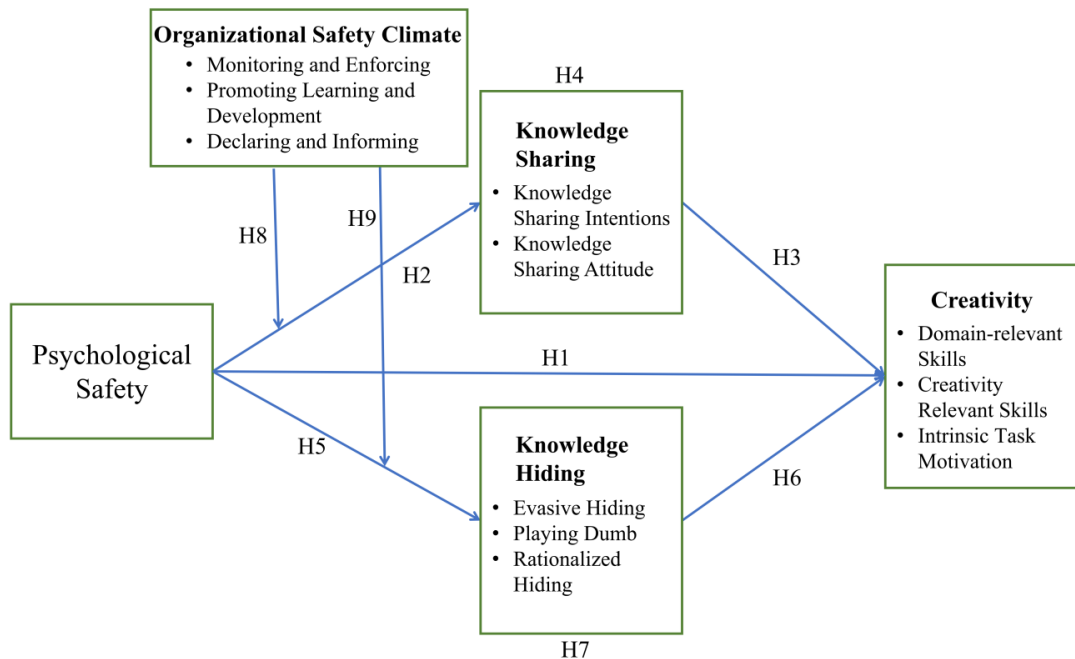 Organizational Safety Climate
• Monitoring and Enforcing
• Promoting Learning and
Development
• Declaring and Informing
H4
Knowledge
Sharing
• Knowledge
Sharing Intentions
• Knowledge
Sharing Attitude
H8
H9
H2
H3
Psychological
Safety
H1
Creativity
• Domain-relevant
Skills
• Creativity
Relevant Skills
• Intrinsic Task
Motivation
H5
Knowledge
Hiding
• Evasive Hiding
• Playing Dumb
• Rationalized
Hiding
H6
H7